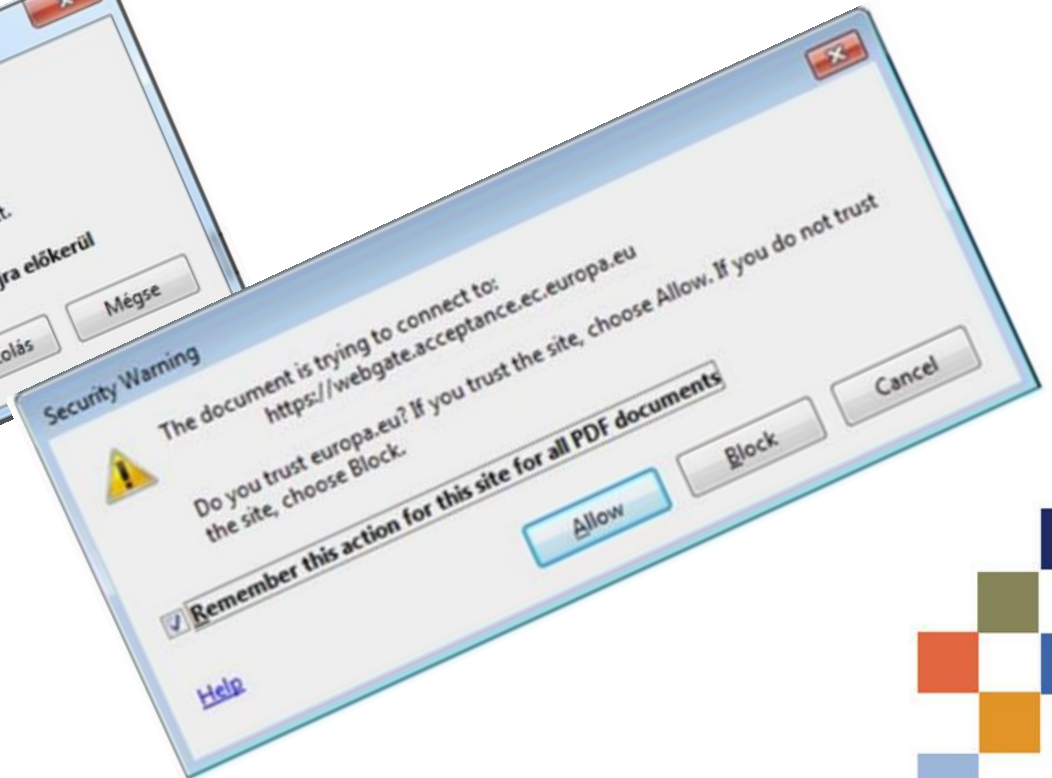 t.
jra előkerül
Mégse
olás
Security Warning
The document is trying to connect to:
https://webgate.acceptance.ec.europa.eu
Do you trust europa.eu? If you trust the site, choose Allow. If you do not trust
the site, choose Block.
Remember this action for this site for all PDF documents
Allow
Block
Cancel
Help